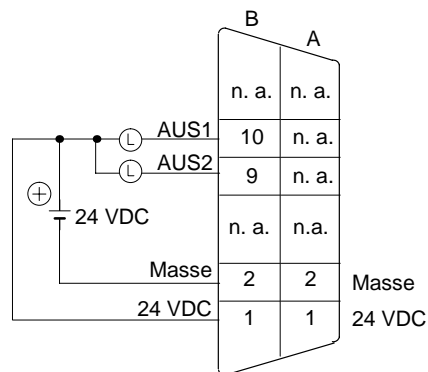 B A
n. a. n. a.
L AUS1 10 n. a.
L AUS2 9 n. a.
+
24 VDC n. a. n.a.
Masse 2 2 Masse
24 VDC 1 1 24 VDC